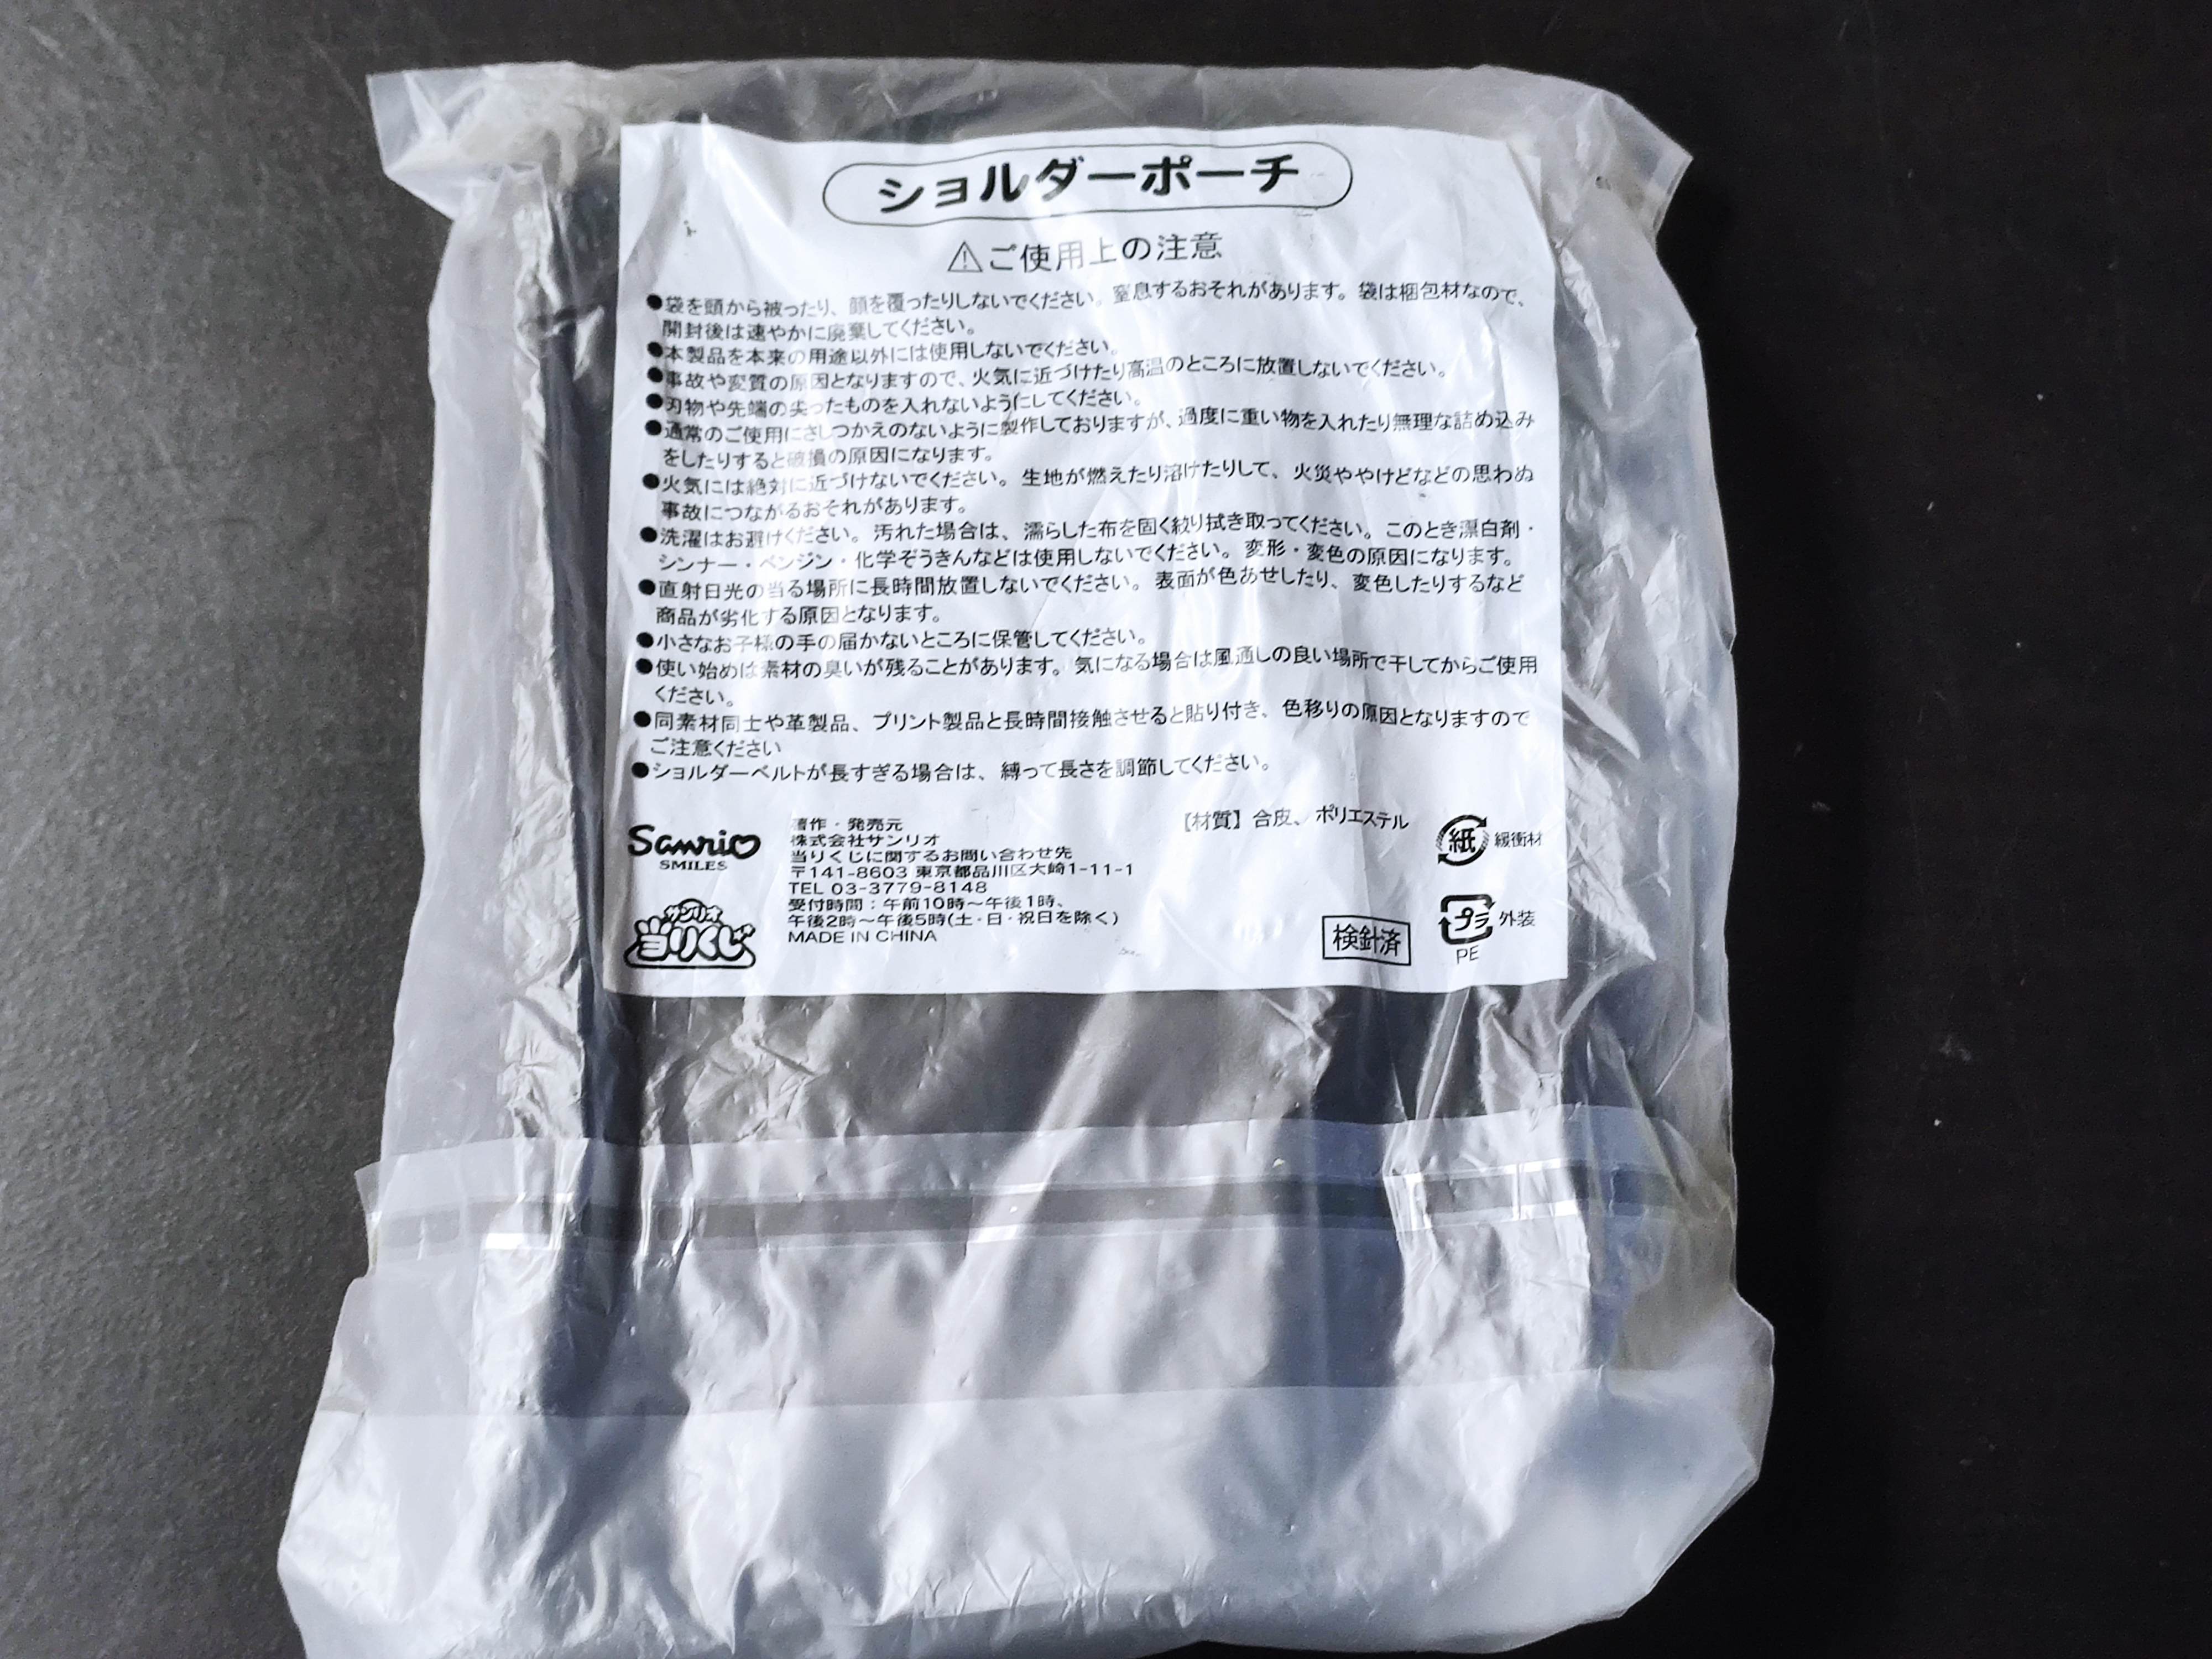 ショルダーポーチ
⚠ご使用上の注意
●袋を頭から被ったり、顔を覆ったりしないでください。窒息するおそれがあります。袋は梱包材なので、
開封後は速やかに廃棄してください。
●本製品を本来の用途以外には使用しないでください。
●事故や変質の原因となりますので、火気に近づけたり高温のところに放置しないでください。
●刃物や先端の尖ったものを入れないようにしてください。
●通常のご使用にさしつかえのないように製作しておりますが、過度に重い物を入れたり無理な詰め込み
をしたりすると破損の原因になります。
●火気には絶対に近づけないでください。生地が燃えたり溶けたりして、火災ややけどなどの思わぬ
事故につながるおそれがあります。
●洗濯はお避けください。汚れた場合は、濡らした布を固く絞り拭き取ってください。このとき漂白剤・
シンナー・ベンジン・化学ぞうきんなどは使用しないでください。変形・変色の原因になります。
●直射日光の当る場所に長時間放置しないでください。表面が色あせしたり、変色したりするなど
商品が劣化する原因となります。
●小さなお子様の手の届かないところに保管してください。
●使い始めは素材の臭いが残ることがあります。気になる場合は風通しの良い場所で干してからご使用
ください。
●同素材同士や革製品、プリント製品と長時間接触させると貼り付き、色移りの原因となりますので
ご注意ください
●ショルダーベルトが長すぎる場合は、縛って長さを調節してください。
Sanrio
SMILES
サンリオ
当りくじ
著作・発売元
株式会社サンリオ
当りくじに関するお問い合わせ先
〒141-8603 東京都品川区大崎1-11-1
TEL 03-3779-8148
受付時間：午前10時～午後1時、
午後2時～午後5時(土・日・祝日を除く)
MADE IN CHINA
【材質】合皮、ポリエステル
検針済
紙 緩衝材
プラ 外装
PE